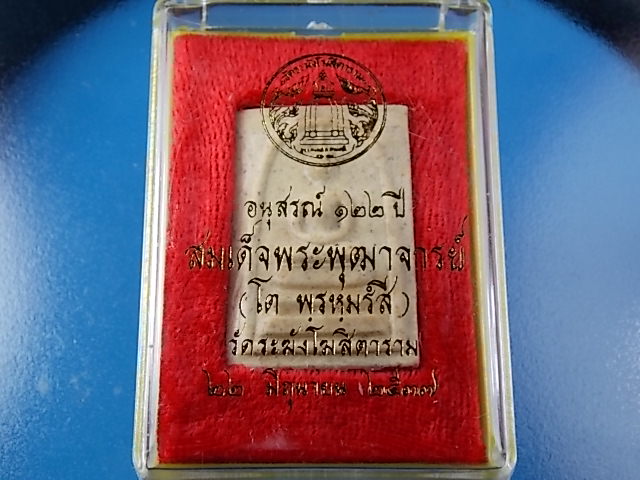 อนุสรณ์ ๑๒๒ ปี
สมเด็จพระพุฒาจารย์
(โต พฺรหฺมรํสี)
วัดระฆังโฆสิตาราม
๒๒ มิถุนายน ๒๕๓๗